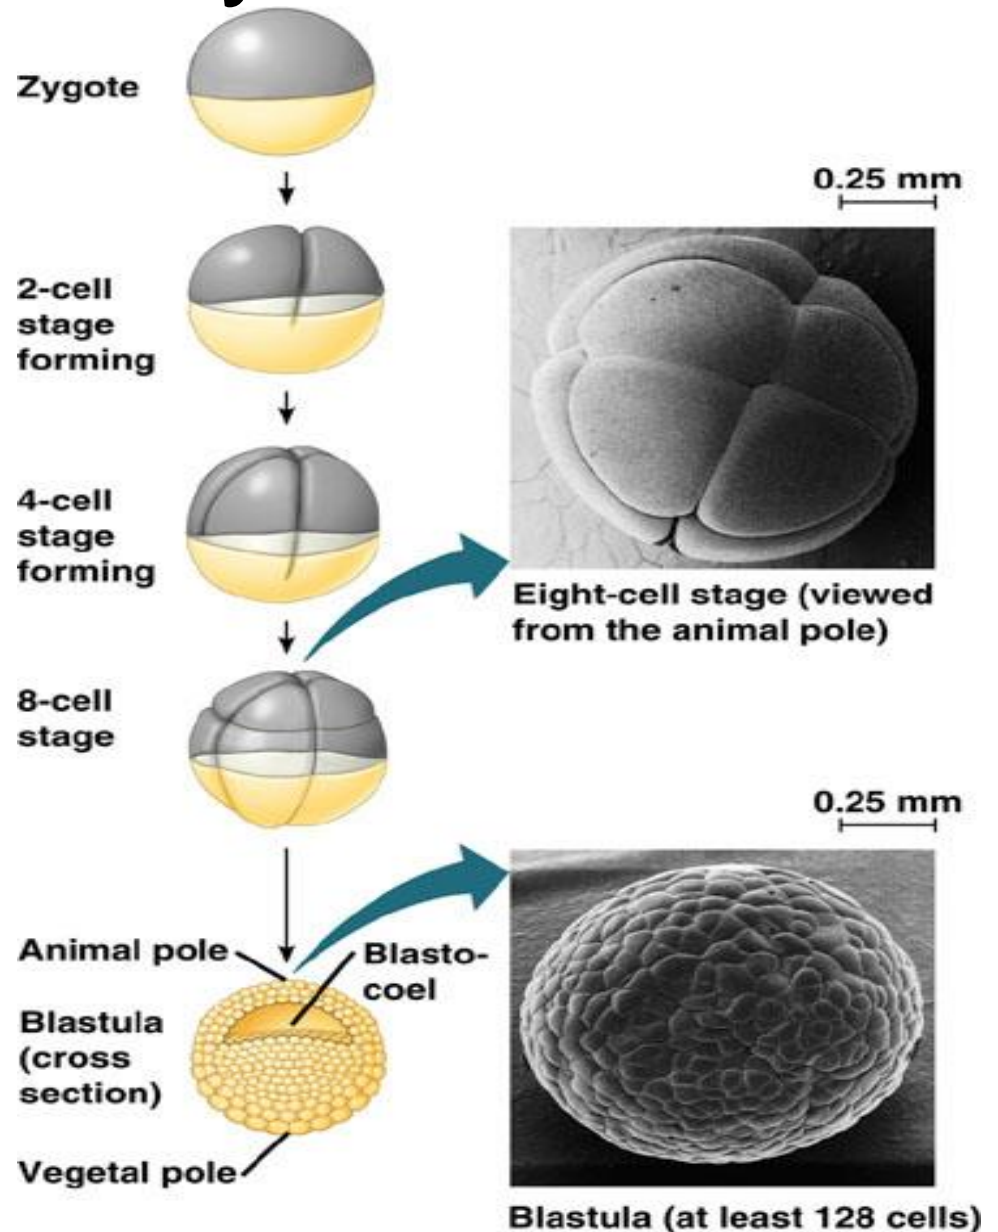 Zygote
0.25 mm
2-cell
stage
forming
4-cell
stage
forming
Eight-cell stage (viewed
from the animal pole)
8-cell
stage
0.25 mm
Animal pole
Blasto-
coel
Blastula
(cross
section)
Vegetal pole
Blastula (at least 128 cells)